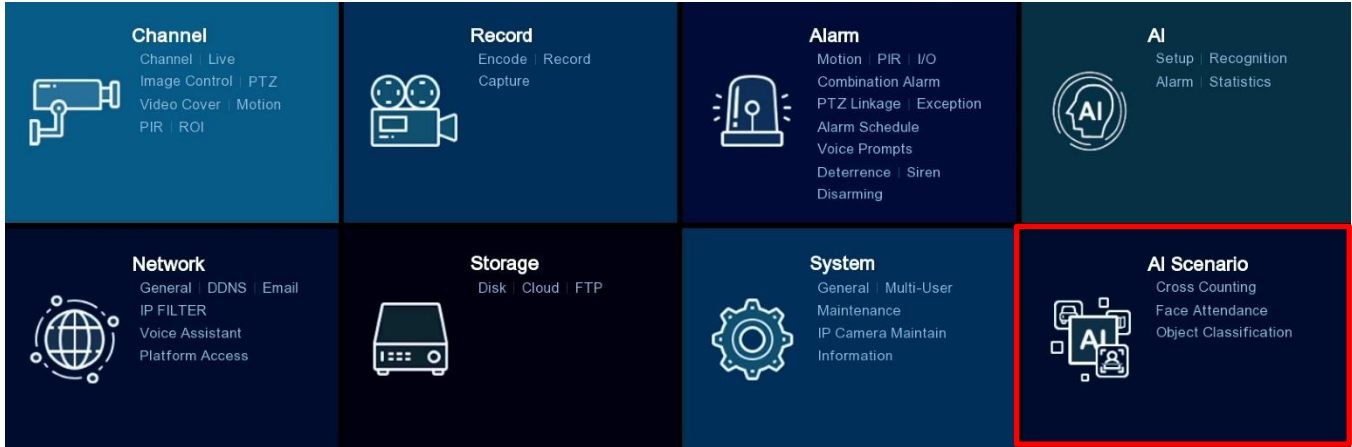 Channel
Channel | Live
Image Control | PTZ
Video Cover | Motion
PIR | ROI
Record
Encode | Record
Capture
Alarm
Motion | PIR | I/O
Combination Alarm
PTZ Linkage | Exception
Alarm Schedule
Voice Prompts
Deterrence | Siren
Disarming
AI
Setup | Recognition
Alarm | Statistics
AI
Network
General | DDNS | Email
IP FILTER
Voice Assistant
Platform Access
Storage
Disk | Cloud | FTP
System
General | Multi-User
Maintenance
IP Camera Maintain
Information
AI Scenario
Cross Counting
Face Attendance
Object Classification
AI